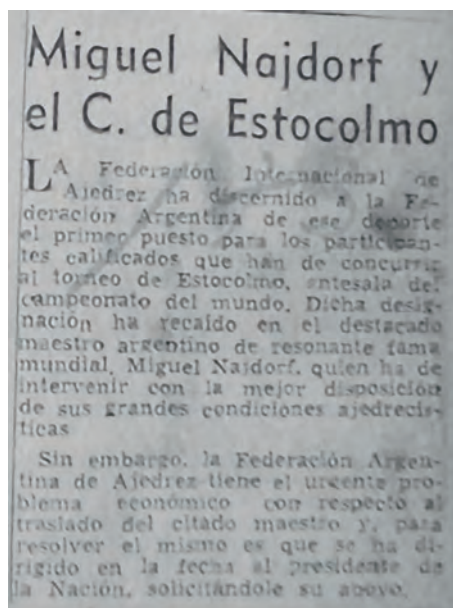 Miguel Najdorf y
el C. de Estocolmo
LA Federación Internacional de
Ajedrez ha discernido a la Fe-
deración Argentina de ese deporte
el primer puesto para los participan-
tes calificados que han de concurrir
al torneo de Estocolmo, antesala del
campeonato del mundo. Dicha desig-
nación ha recaído en el destacado
maestro argentino de resonante fama
mundial, Miguel Najdorf, quien ha de
intervenir con la mejor disposición
de sus grandes condiciones ajedrecís-
ticas
Sin embargo, la Federación Argen-
tina de Ajedrez tiene el urgente pro-
blema económico con respecto al
traslado del citado maestro y, para
resolver el mismo es que se ha di-
rigido en la fecha al presidente de
la Nación, solicitándole su apoyo.